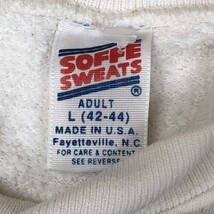 SOFFE
SWEATS
®
ADULT
L (42-44)
MADE IN U.S.A.
Fayetteville, N.C.
FOR CARE & CONTENT
SEE REVERSE